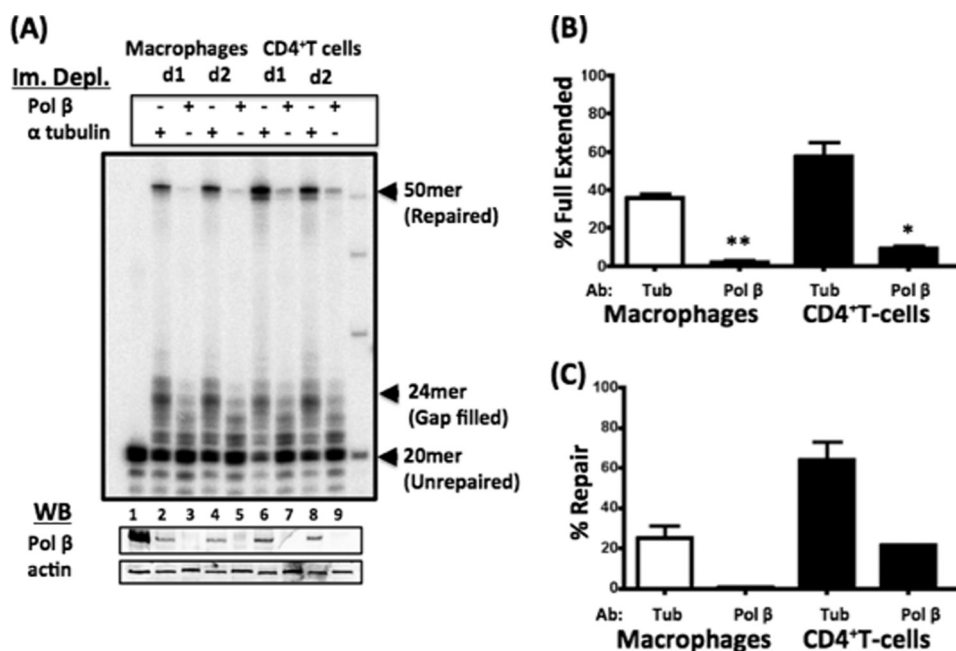 (A)
Macrophages CD4⁺T cells
Im. Depl. d1 d2 d1 d2
Pol β - + - + - + - +
α tubulin + - + - + - + -
50mer
(Repaired)
24mer
(Gap filled)
20mer
(Unrepaired)
WB 1 2 3 4 5 6 7 8 9
Pol β
actin
(B)
% Full Extended
100
80
60
40
20
0
** *
Ab: Tub Pol β Tub Pol β
Macrophages CD4⁺T-cells
(C)
% Repair
100
80
60
40
20
0
Ab: Tub Pol β Tub Pol β
Macrophages CD4⁺T-cells